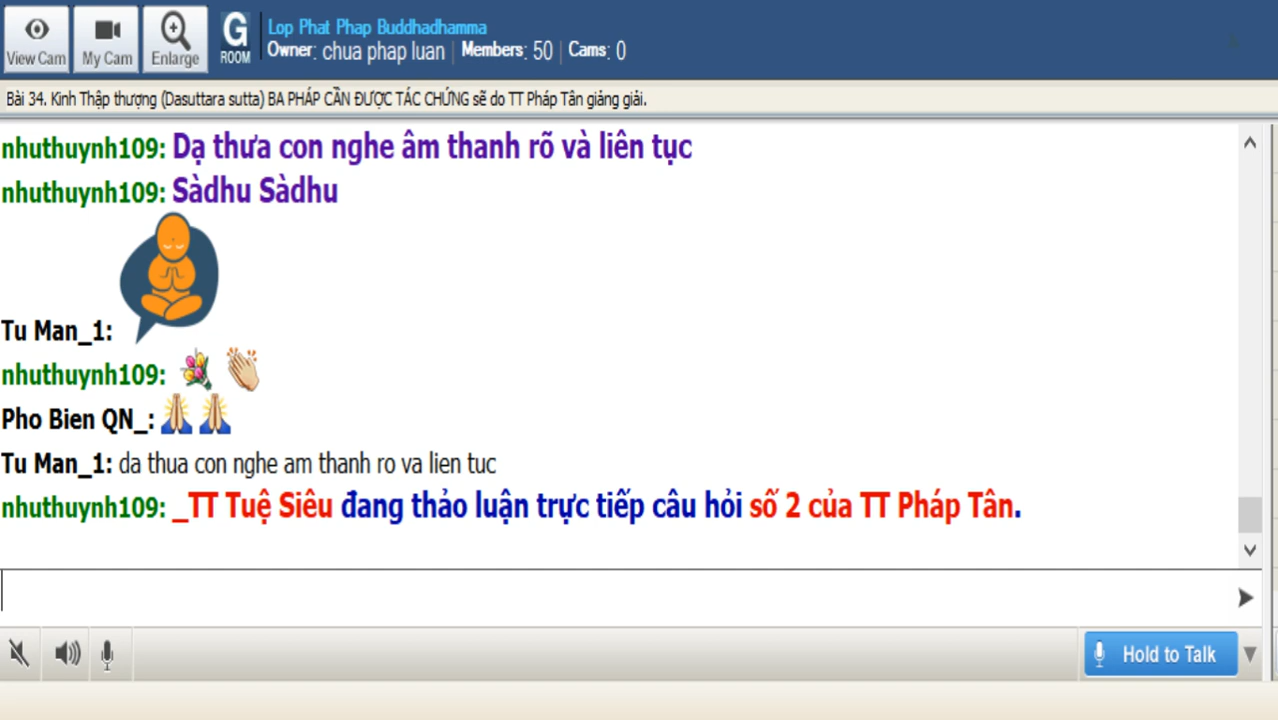 Lop Phat Phap Buddhadhamma
View Cam My Cam Enlarge G ROOM Owner: chua phap luan | Members: 50 | Cams: 0
Bài 34. Kinh Thập thượng (Dasuttara sutta) BA PHÁP CẦN ĐƯỢC TÁC CHỨNG sẽ do TT Pháp Tân giảng giải.
nhuthuynh109: Dạ thưa con nghe âm thanh rõ và liên tục
nhuthuynh109: Sàdhu Sàdhu
Tu Man_1:
nhuthuynh109:
Pho Bien QN_:
Tu Man_1: da thua con nghe am thanh ro va lien tuc
nhuthuynh109: _TT Tuệ Siêu đang thảo luận trực tiếp câu hỏi số 2 của TT Pháp Tân.
Hold to Talk